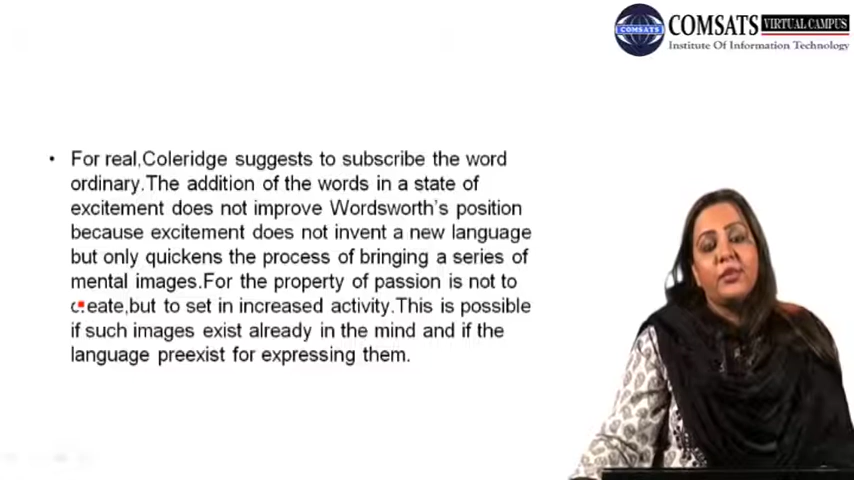 COMSATS VIRTUAL CAMPUS
COMSATS
Institute Of Information Technology
• For real,Coleridge suggests to subscribe the word
ordinary.The addition of the words in a state of
excitement does not improve Wordsworth's position
because excitement does not invent a new language
but only quickens the process of bringing a series of
mental images.For the property of passion is not to
create,but to set in increased activity.This is possible
if such images exist already in the mind and if the
language preexist for expressing them.